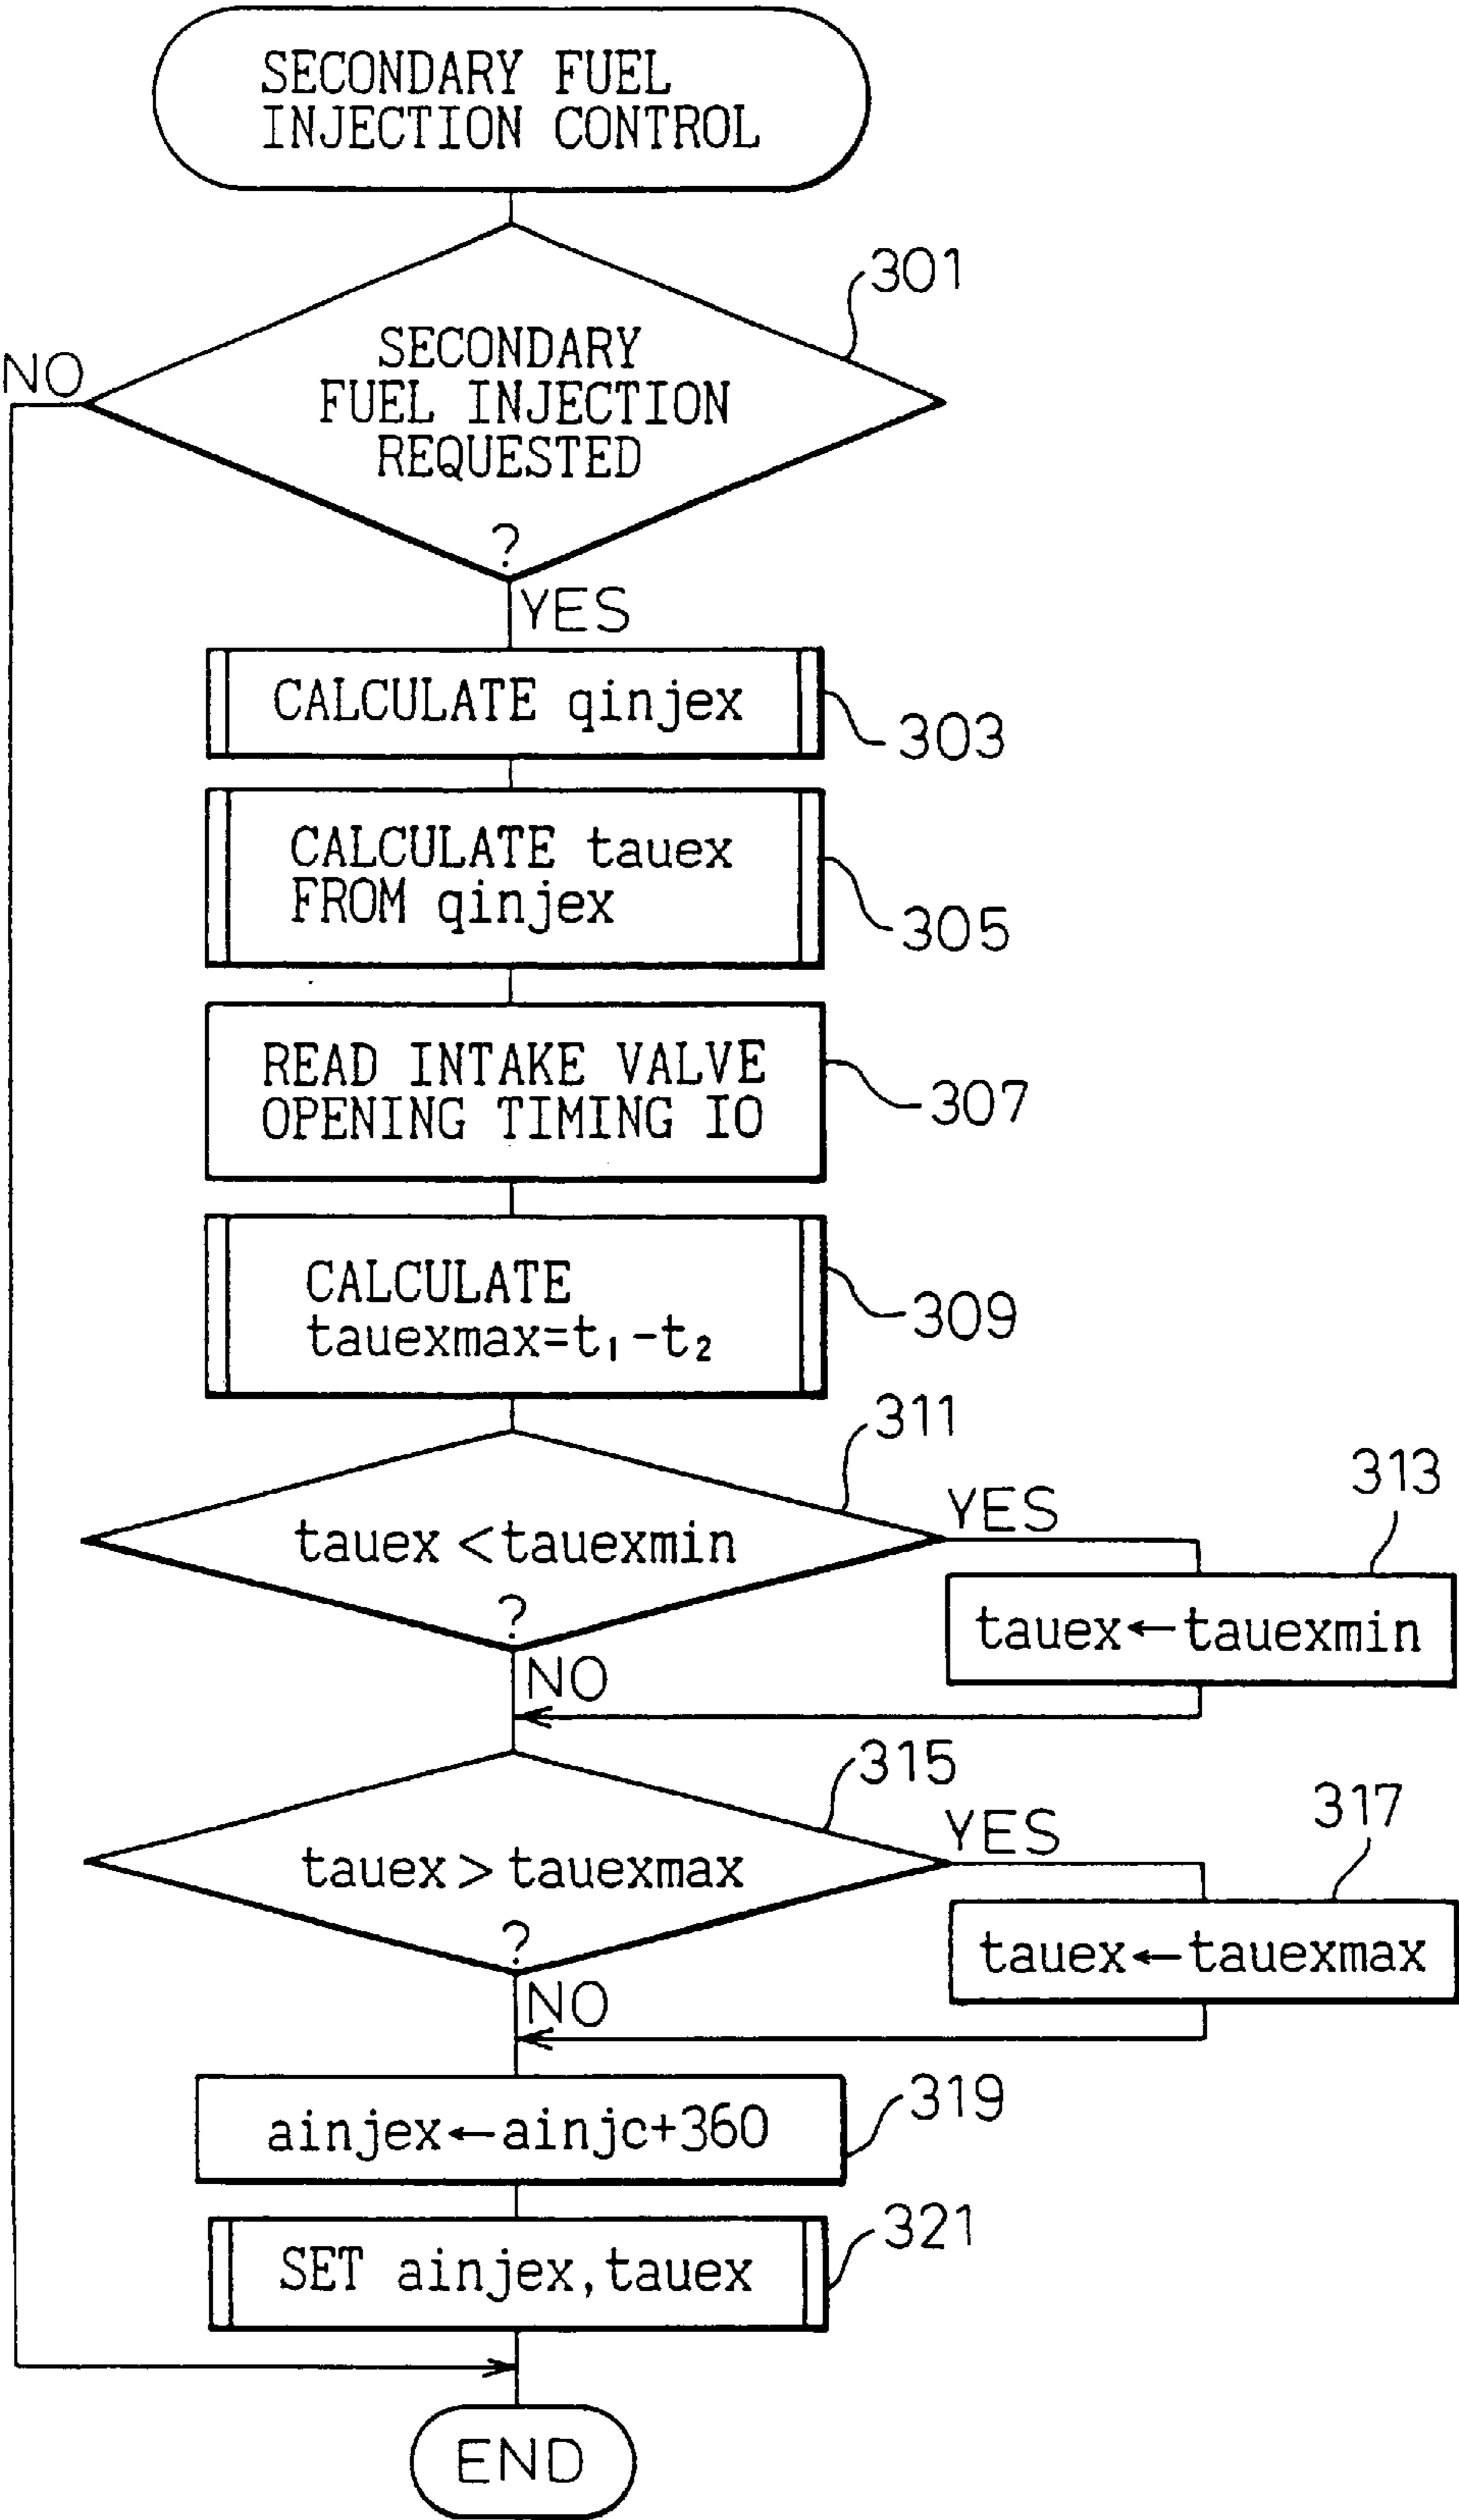 SECONDARY FUEL
INJECTION CONTROL
301
SECONDARY
FUEL INJECTION
REQUESTED
?
NO
YES
CALCULATE qinjex
303
CALCULATE tauex
FROM qinjex
305
READ INTAKE VALVE
OPENING TIMING IO
307
CALCULATE
tauexmax=t₁-t₂
309
311
tauex <tauexmin
?
YES
313
tauex←tauexmin
NO
315
tauex> tauexmax
?
YES
317
tauex←tauexmax
NO
ainjex←ainjc+360
319
SET ainjex,tauex
321
END